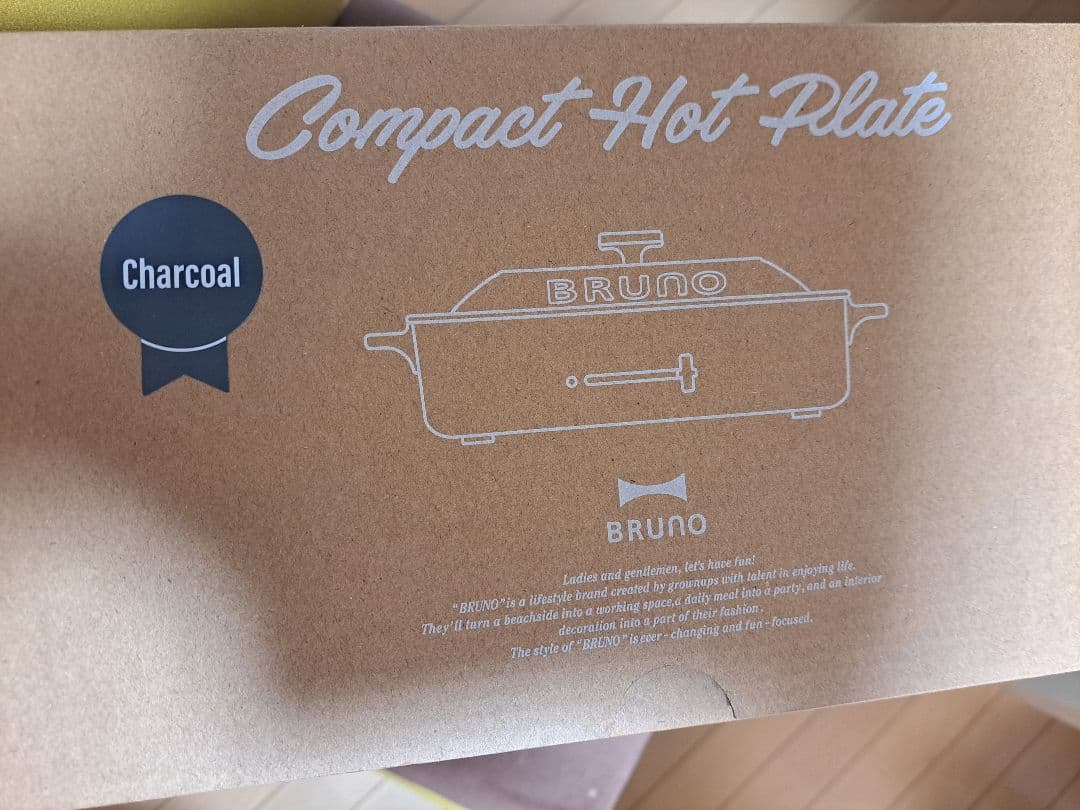 Compact Hot Plate
Charcoal
BRUNO
BRUNO
Ladies and gentlemen, let's have fun!
"BRUNO" is a lifestyle brand created by grownups with talent in enjoying life.
They'll turn a beachside into a working space,a daily meal into a party, and an interior
decoration into a part of their fashion.
The style of "BRUNO" is ever-changing and fun-focused.